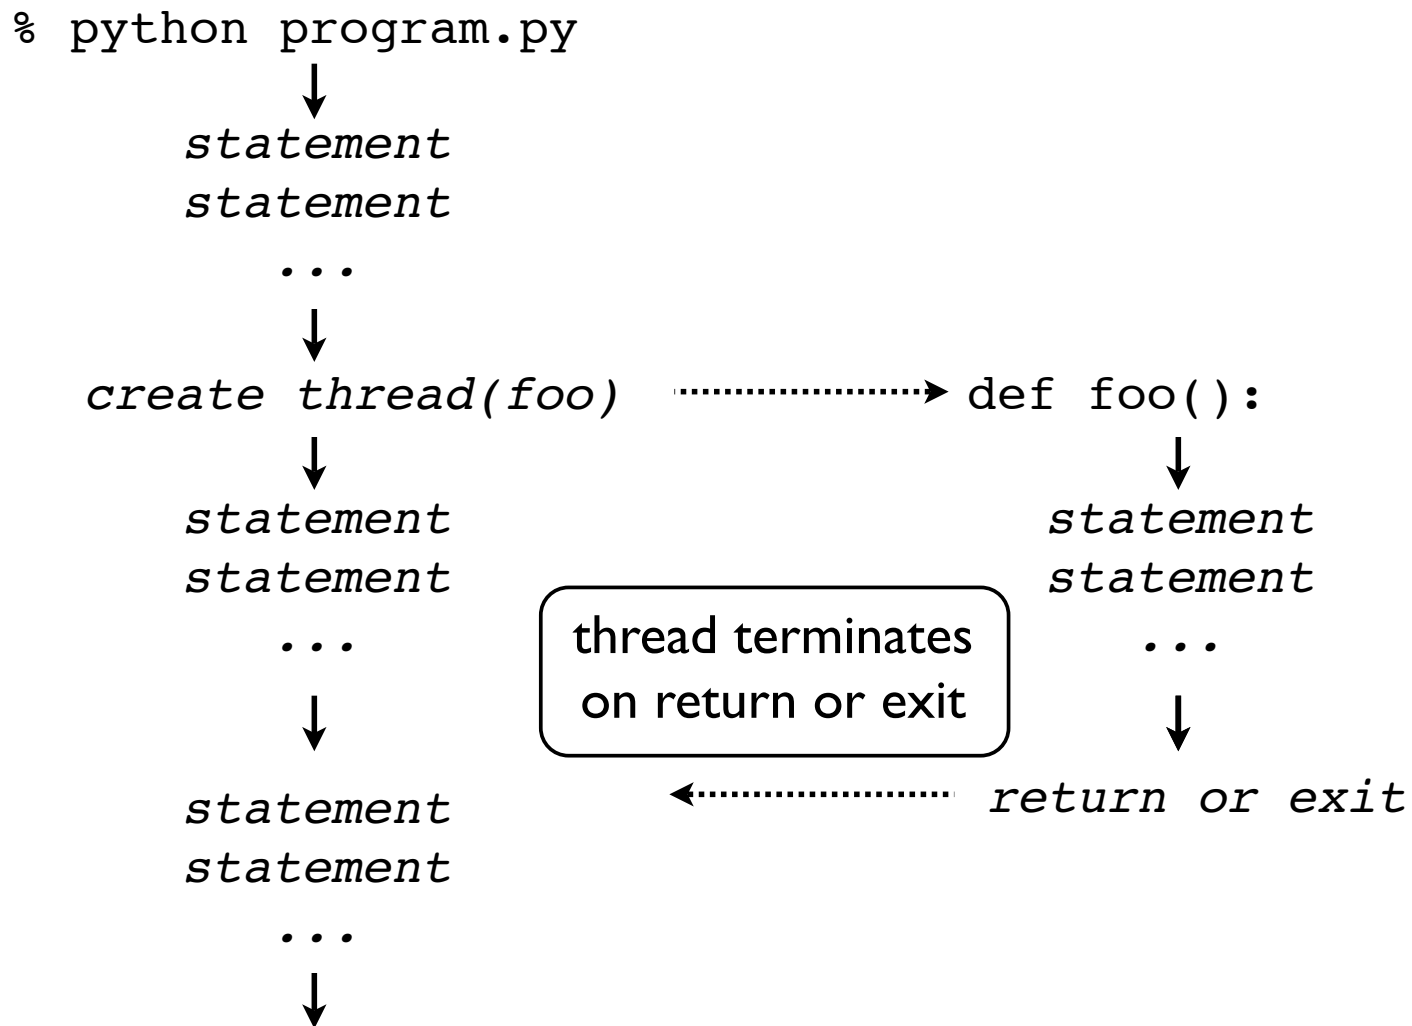 % python program.py
statement
statement
...
create thread(foo)
def foo():
statement
statement
...
statement
statement
...
thread terminates
on return or exit
return or exit
statement
statement
...